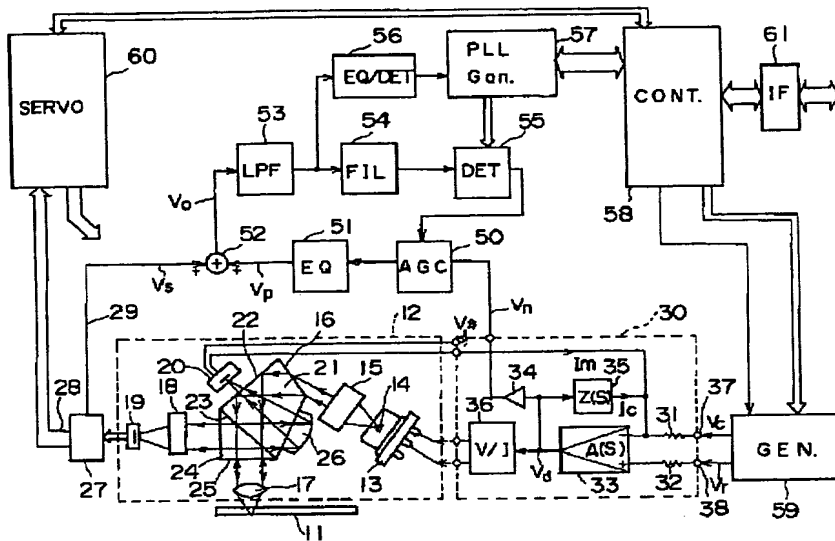 60
56
57
61
SERVO
EQ/DET
PLL
Gen.
CONT.
IF
53
54
55
LPF
FIL
DET
58
Vo
52
51
50
EQ
AGC
Vs
Vp
29
Vn
12
30
22
16
20
21
15
14
34
Im
35
Z(S)
Ic
37
28
19
18
23
36
31
Vc
V/I
A(S)
GEN.
24
26
25
13
Vd
33
32
Vr
38
27
17
11
59